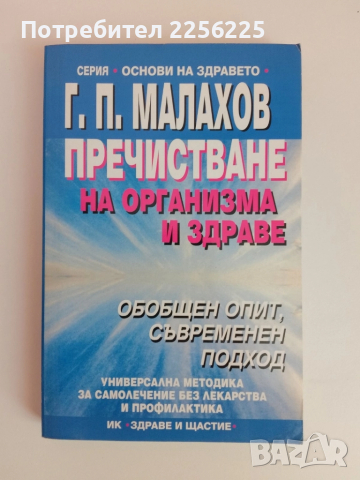 Потребител 2256225
СЕРИЯ • ОСНОВИ НА ЗДРАВЕТО •
Г. П. МАЛАХОВ
ПРЕЧИСТВАНЕ
НА ОРГАНИЗМА
И ЗДРАВЕ
ОБОБЩЕН ОПИТ,
СЪВРЕМЕНЕН
ПОДХОД
УНИВЕРСАЛНА МЕТОДИКА
ЗА САМОЛЕЧЕНИЕ БЕЗ ЛЕКАРСТВА
И ПРОФИЛАКТИКА
ИК •ЗДРАВЕ И ЩАСТИЕ•
BAZAR